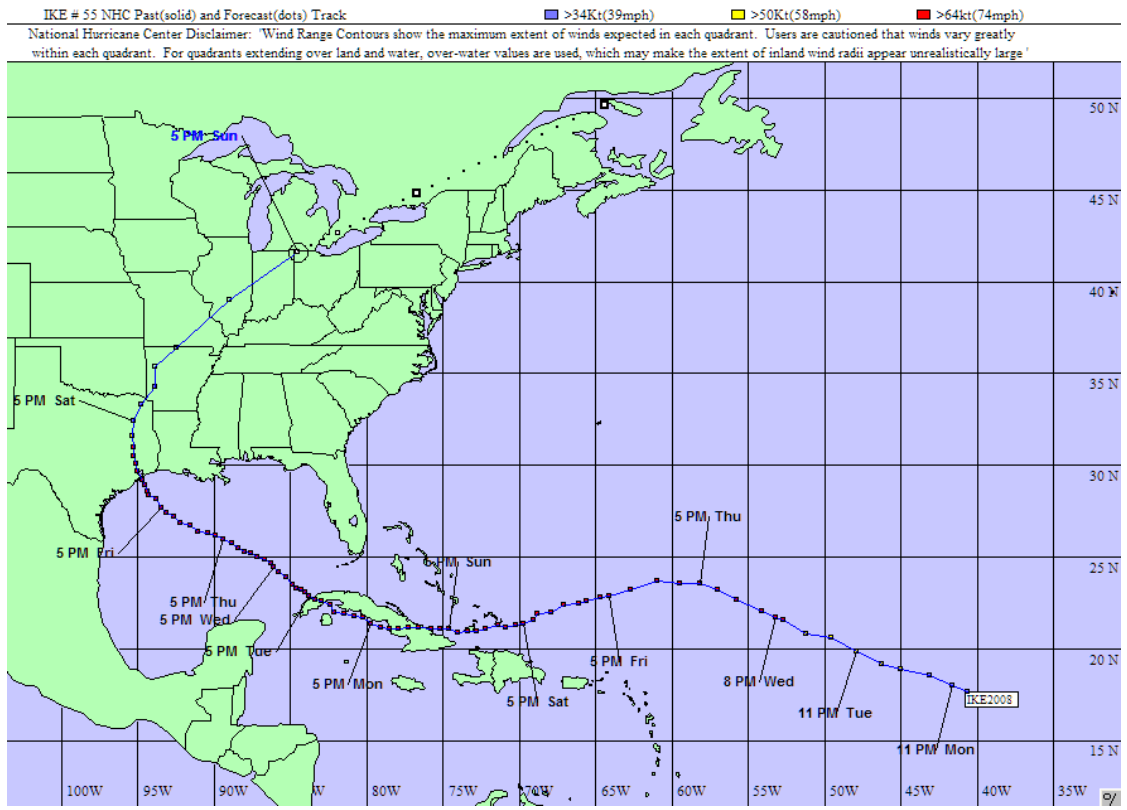 IKE # 55 NHC Past(solid) and Forecast(dots) Track >34Kt(39mph) >50Kt(58mph) >64kt(74mph)
National Hurricane Center Disclaimer: 'Wind Range Contours show the maximum extent of winds expected in each quadrant. Users are cautioned that winds vary greatly
within each quadrant. For quadrants extending over land and water, over-water values are used, which may make the extent of inland wind radii appear unrealistically large '
50 N
5 PM Sun
45 N
40 N
35 N
5 PM Sat
30 N
5 PM Thu
5 PM Fri
PM Sun
25 N
5 PM Thu
5 PM Wed
5 PM Tue
20 N
5 PM Fri
5 PM Mon
8 PM Wed
5 PM Sat
IKE2008
11 PM Tue
11 PM Mon
15 N
100W 95W 90W 80W 75W 70W 65W 60W 55W 50W 45W 40W 35W